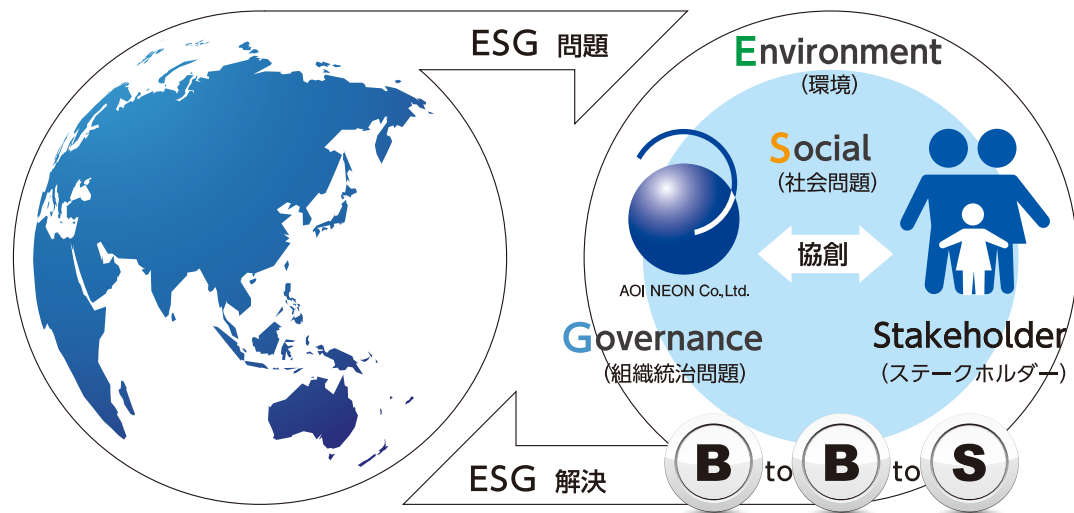 ESG 問題
Environment
(環境)
Social
(社会問題)
協創
AOI NEON Co,.Ltd.
Governance
(組織統治問題)
Stakeholder
(ステークホルダー)
ESG 解決
B to B to S